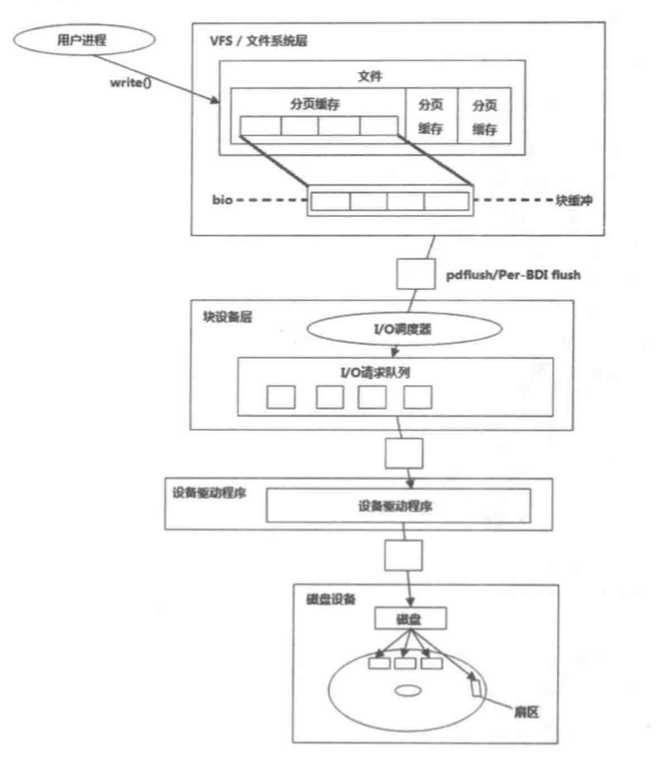 用户进程
write()
VFS / 文件系统层
文件
分页缓存
分页
缓存
分页
缓存
bio
块缓冲
pdflush/Per-BDI flush
块设备层
I/O调度器
I/O请求队列
设备驱动程序
设备驱动程序
磁盘设备
磁盘
扇区